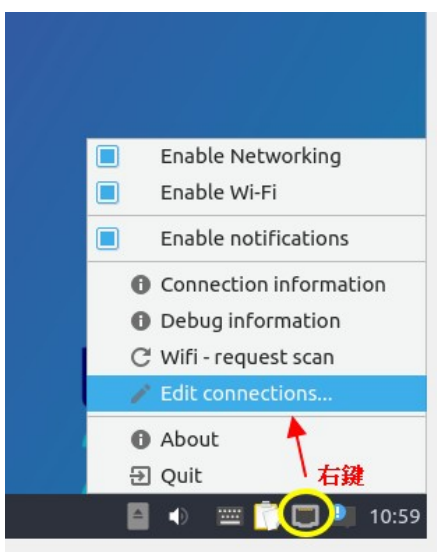 Enable Networking
Enable Wi-Fi
Enable notifications
Connection information
Debug information
Wifi - request scan
Edit connections...
About
Quit
右鍵
10:59